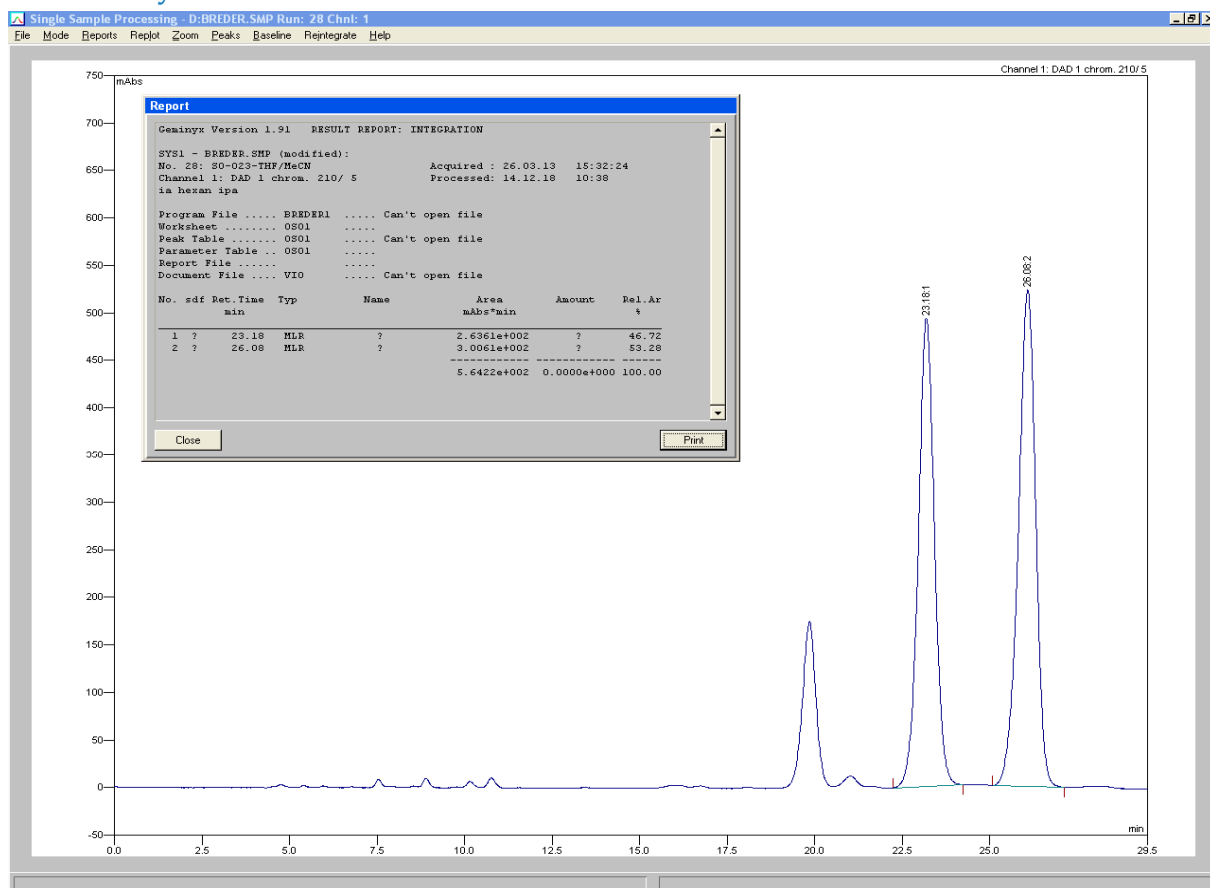 Single Sample Processing - D:BREDER.SMP Run: 28 Chnl: 1
File Mode Reports Replot Zoom Peaks Baseline Reintegrate Help
Channel 1: DAD 1 chrom. 210/ 5
mAbs
750
700
650
600
550
500
450
400
350
300
250
200
150
100
50
0
-50
Report
Geminyx Version 1.91 RESULT REPORT: INTEGRATION
SYS1 - BREDER.SMP (modified):
No. 28: SO-023-THF/MeCN Acquired : 26.03.13 15:32:24
Channel 1: DAD 1 chrom. 210/ 5 Processed: 14.12.18 10:38
ia hexan ipa
Program File ..... BREDER1 ..... Can't open file
Worksheet ........ OS01 .....
Peak Table ....... OS01 ..... Can't open file
Parameter Table .. OS01 .....
Report File ...... .....
Document File .... VIO ..... Can't open file
No. sdf Ret.Time Typ Name Area Amount Rel.Ar
min mAbs*min %
1 ? 23.18 MLR ? 2.6361e+002 ? 46.72
2 ? 26.08 MLR ? 3.0061e+002 ? 53.28
------------ ------------ ------
5.6422e+002 0.0000e+000 100.00
Close Print
23.18:1
26.08:2
min
0.0 2.5 5.0 7.5 10.0 12.5 15.0 17.5 20.0 22.5 25.0 29.5